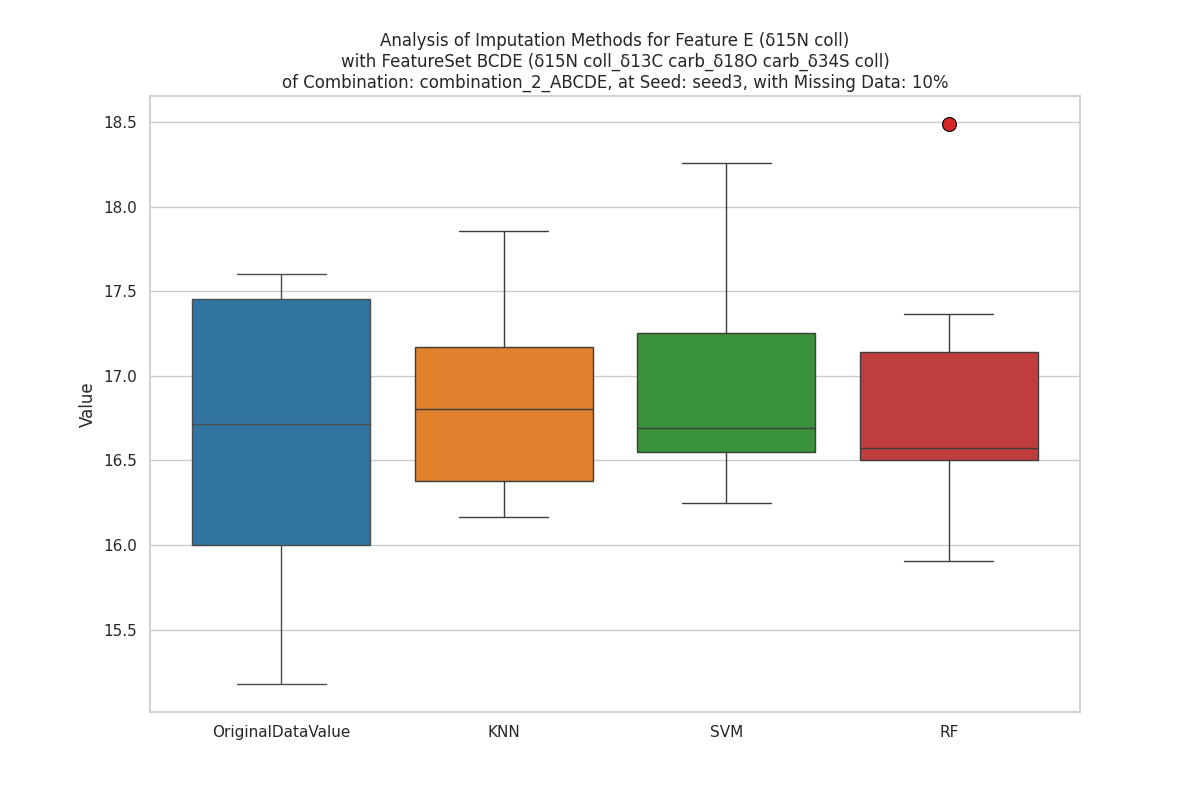 Analysis of Imputation Methods for Feature E (δ15N coll)
with FeatureSet BCDE (δ15N coll_δ13C carb_δ18O carb_δ34S coll)
of Combination: combination_2_ABCDE, at Seed: seed3, with Missing Data: 10%
18.5
18.0
17.5
17.0
16.5
16.0
15.5
Value
OriginalDataValue
KNN
SVM
RF